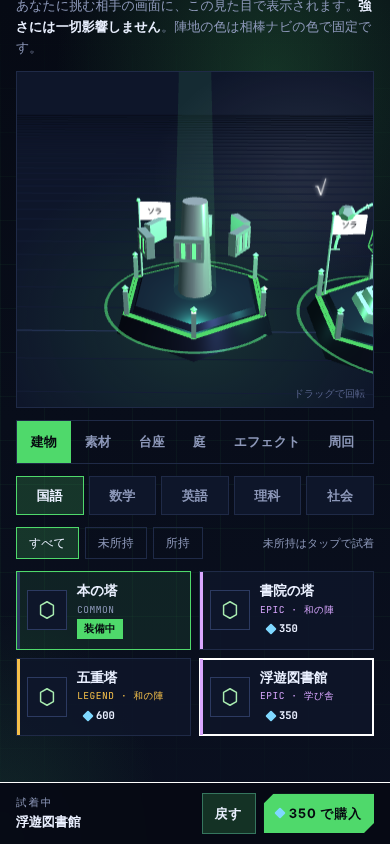 あなたに挑む相手の画面に、この見た目で表示されます。強
さには一切影響しません。陣地の色は相棒ナビの色で固定で
す。
ソラ
ソラ
√
ドラッグで回転
建物 素材 台座 庭 エフェクト 周回
国語 数学 英語 理科 社会
すべて 未所持 所持 未所持はタップで試着
本の塔
COMMON
装備中
書院の塔
EPIC · 和の陣
350
五重塔
LEGEND · 和の陣
600
浮遊図書館
EPIC · 学び舎
350
試着中
浮遊図書館
戻す
350 で購入